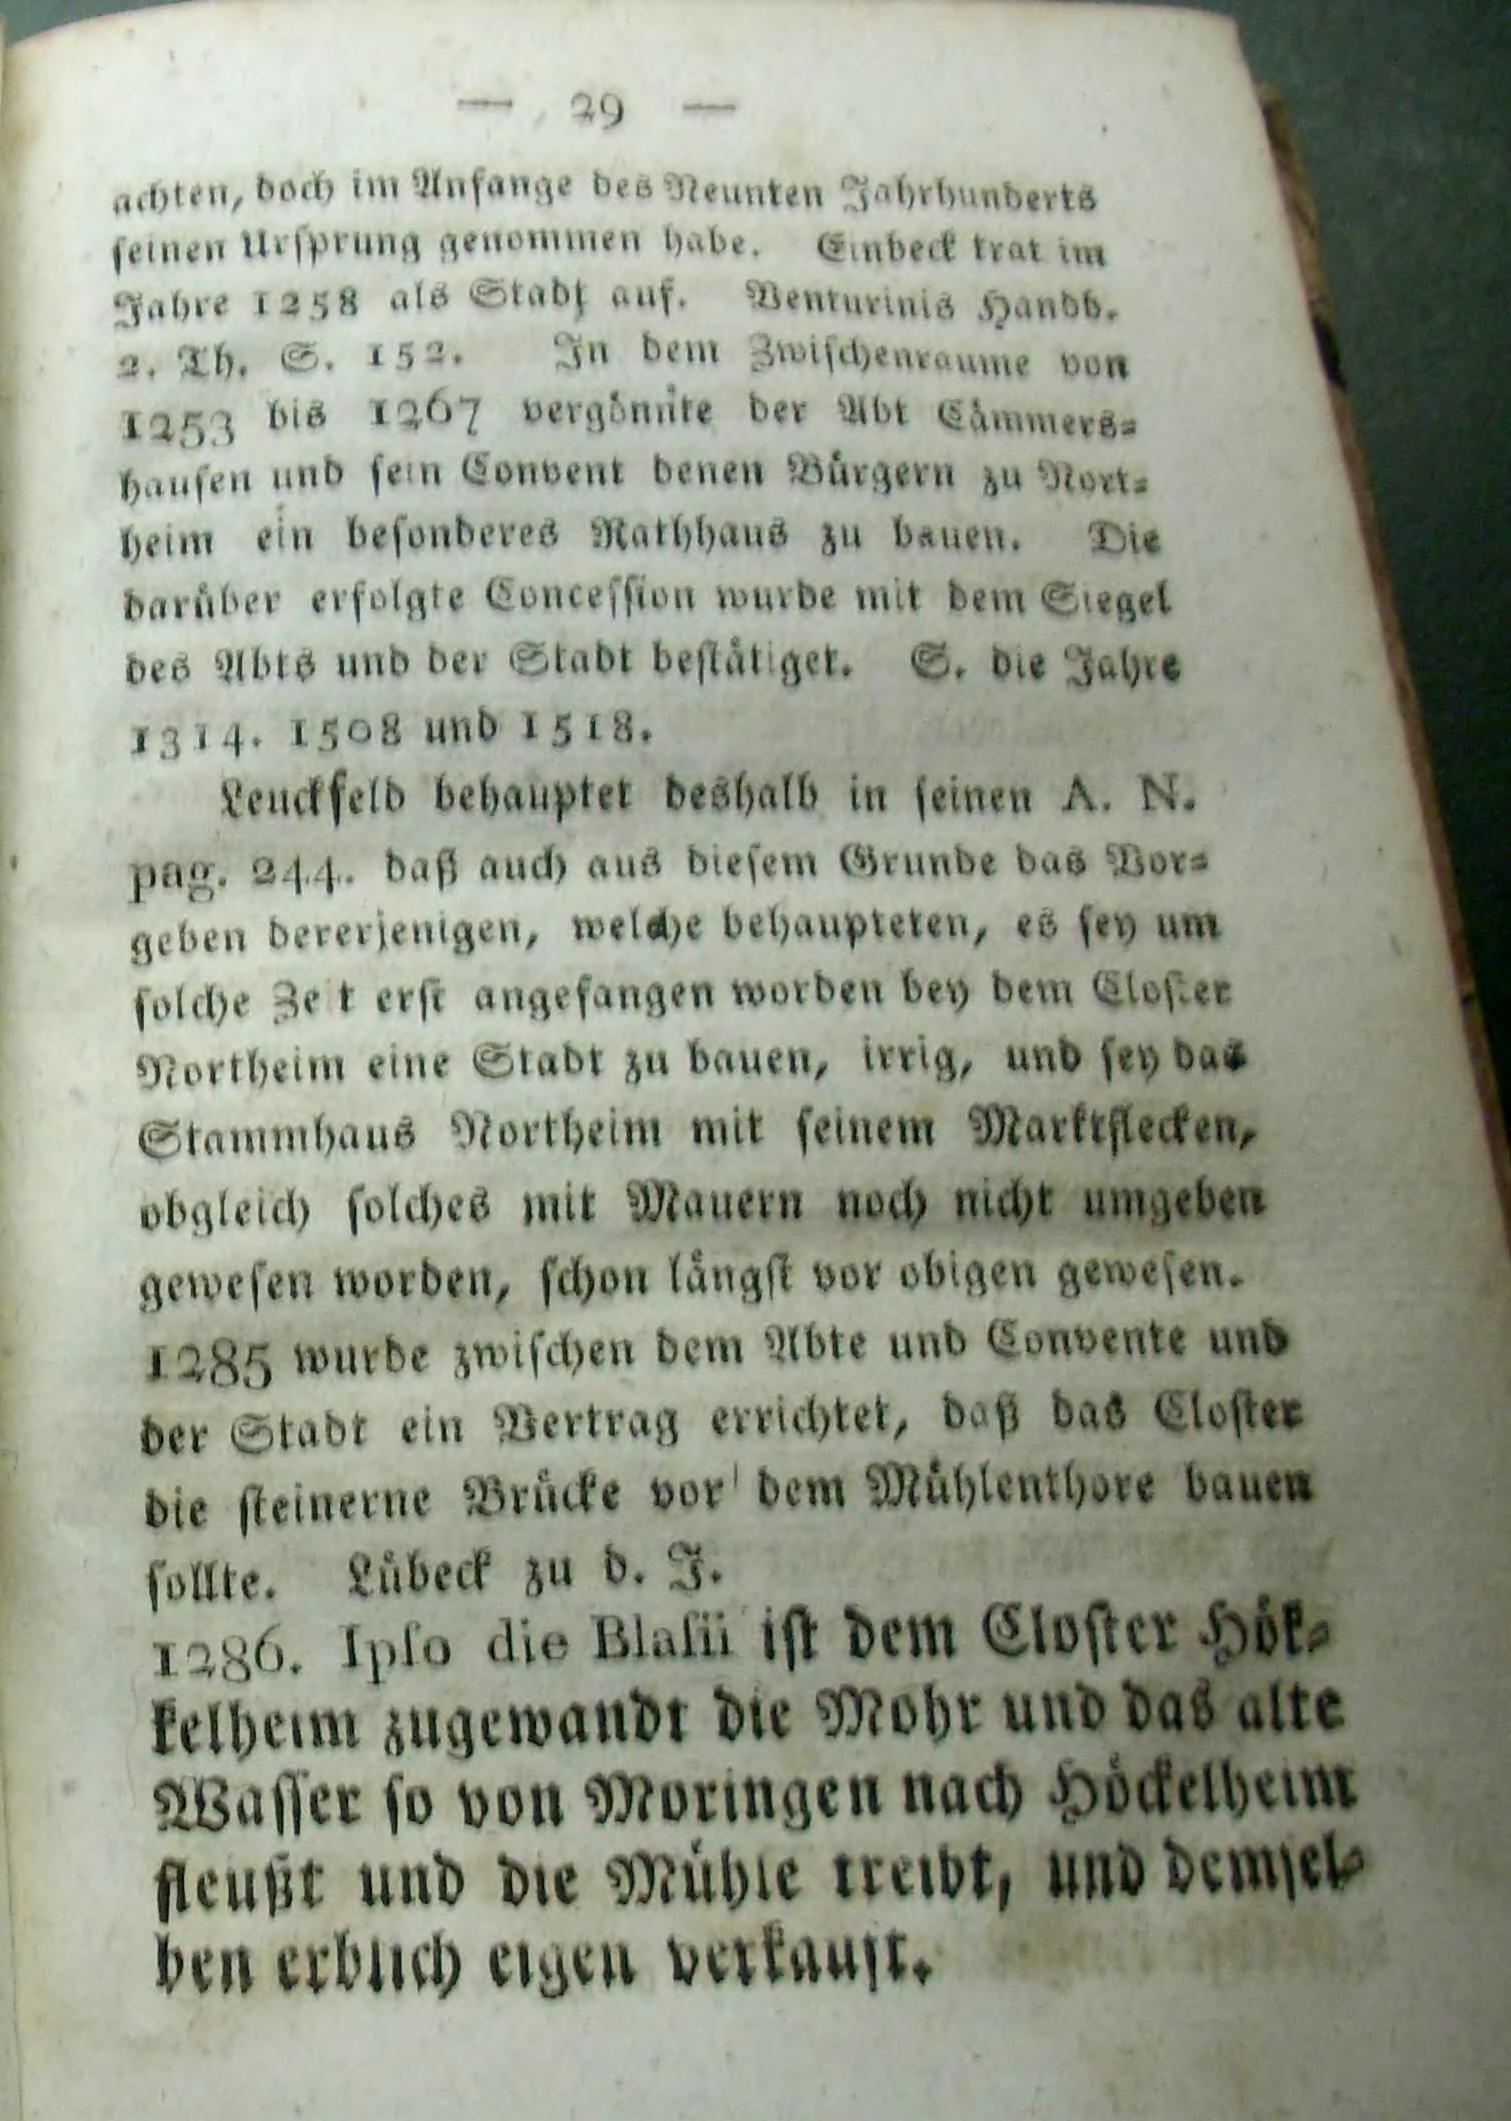 — 29 —
achten, doch im Anfange des Neunten Jahrhunderts
ſeinen Urſprung genommen habe. Einbeck trat im
Jahre 1258 als Stadt auf. Venturinis Handb.
2. Th. S. 152. In dem Zwiſchenraume von
1253 bis 1267 vergönnte der Abt Cämmers⸗
hauſen und ſein Convent denen Bürgern zu Nort⸗
heim ein beſonderes Rathhaus zu bauen. Die
darüber erfolgte Conceſſion wurde mit dem Siegel
des Abts und der Stadt beſtätiget. S. die Jahre
1314. 1508 und 1518.
Leuckfeld behauptet deshalb in ſeinen A. N.
pag. 244. daß auch aus dieſem Grunde das Vor⸗
geben dererjenigen, welche behaupteten, es ſey um
ſolche Zeit erſt angefangen worden bey dem Cloſter
Northeim eine Stadt zu bauen, irrig, und ſey das
Stammhaus Northeim mit ſeinem Marktflecken,
obgleich ſolches mit Mauern noch nicht umgeben
geweſen worden, ſchon längſt vor obigen geweſen.
1285 wurde zwiſchen dem Abte und Convente und
der Stadt ein Vertrag errichtet, daß das Cloſter
die ſteinerne Brücke vor dem Mühlenthore bauen
ſollte. Lübeck zu d. J.
1286. Ipſo die Blaſii iſt dem Cloſter Hök⸗
kelheim zugewandt die Mohr und das alte
Waſſer ſo von Moringen nach Höckelheim
fleußt und die Mühle treibt, und demſel⸗
ben erblich eigen verkauft.